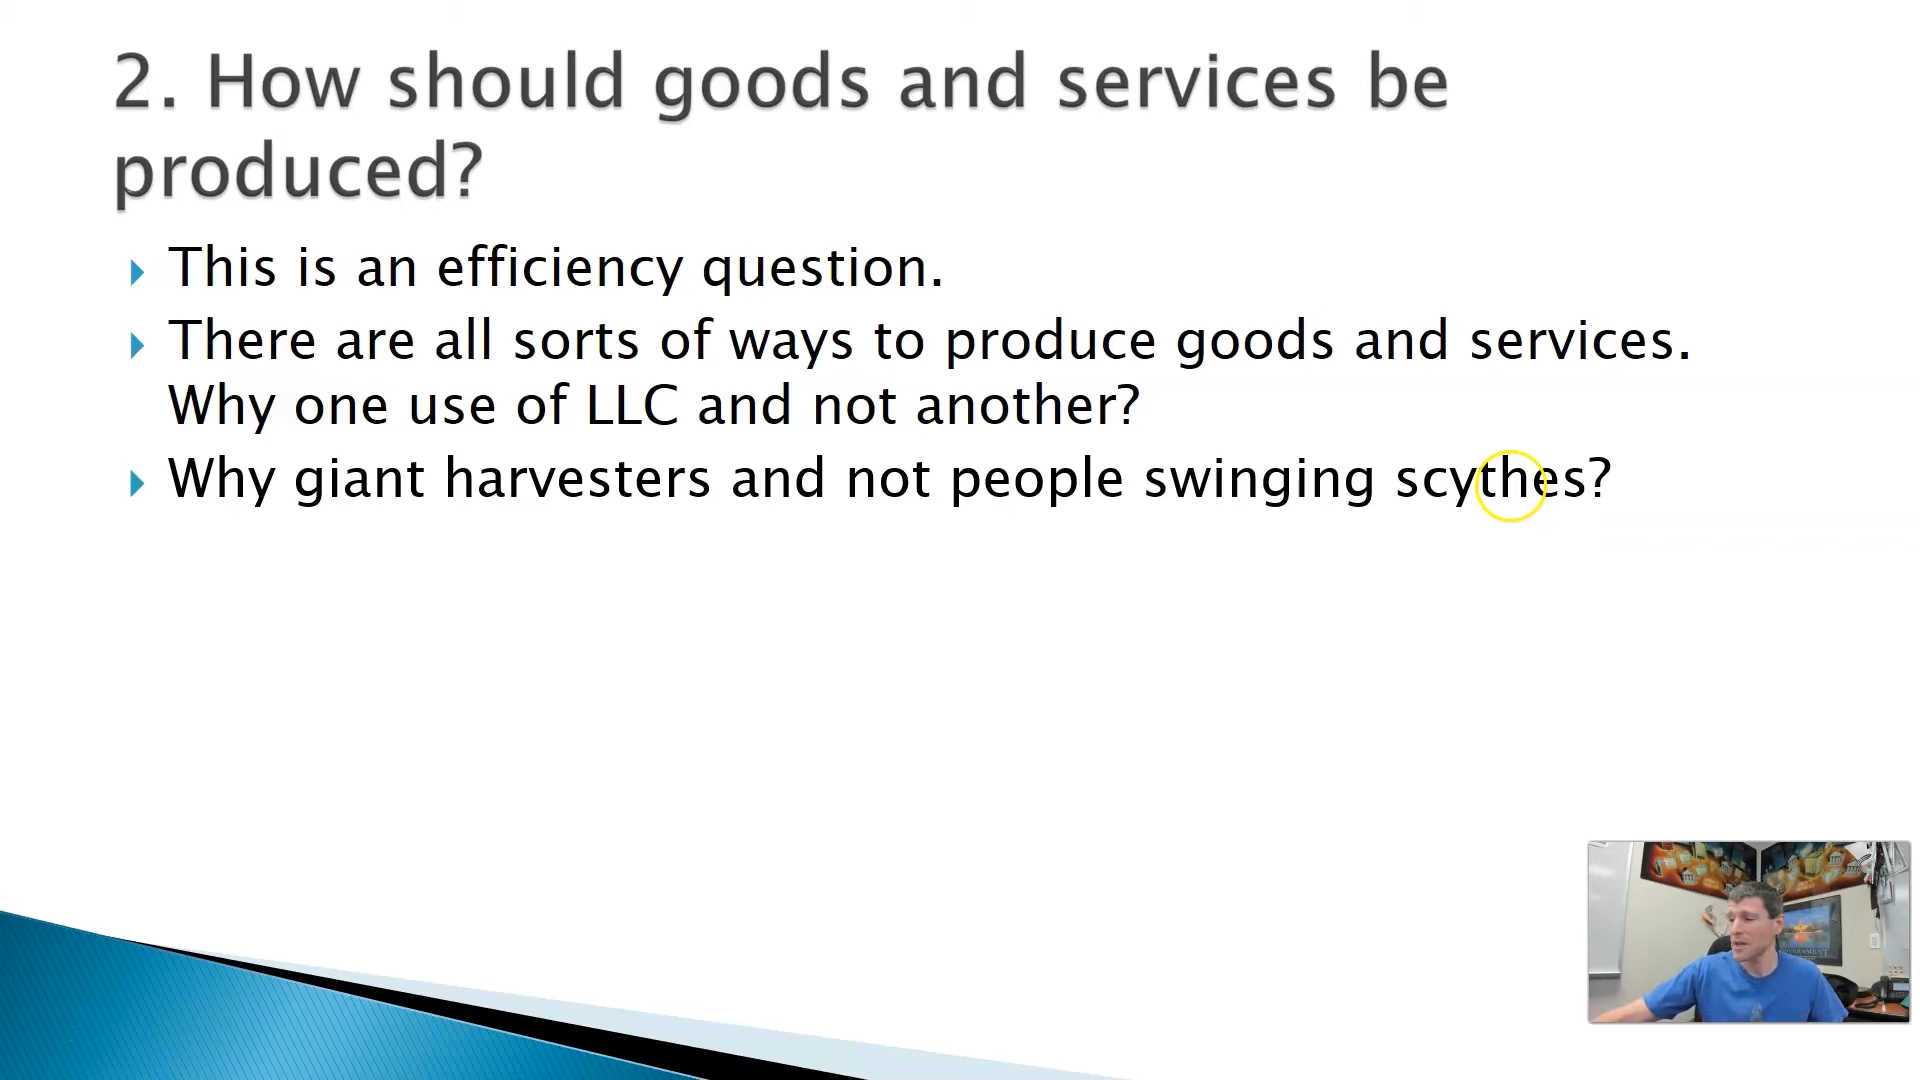 2. How should goods and services be
produced?
This is an efficiency question.
There are all sorts of ways to produce goods and services.
Why one use of LLC and not another?
Why giant harvesters and not people swinging scythes?